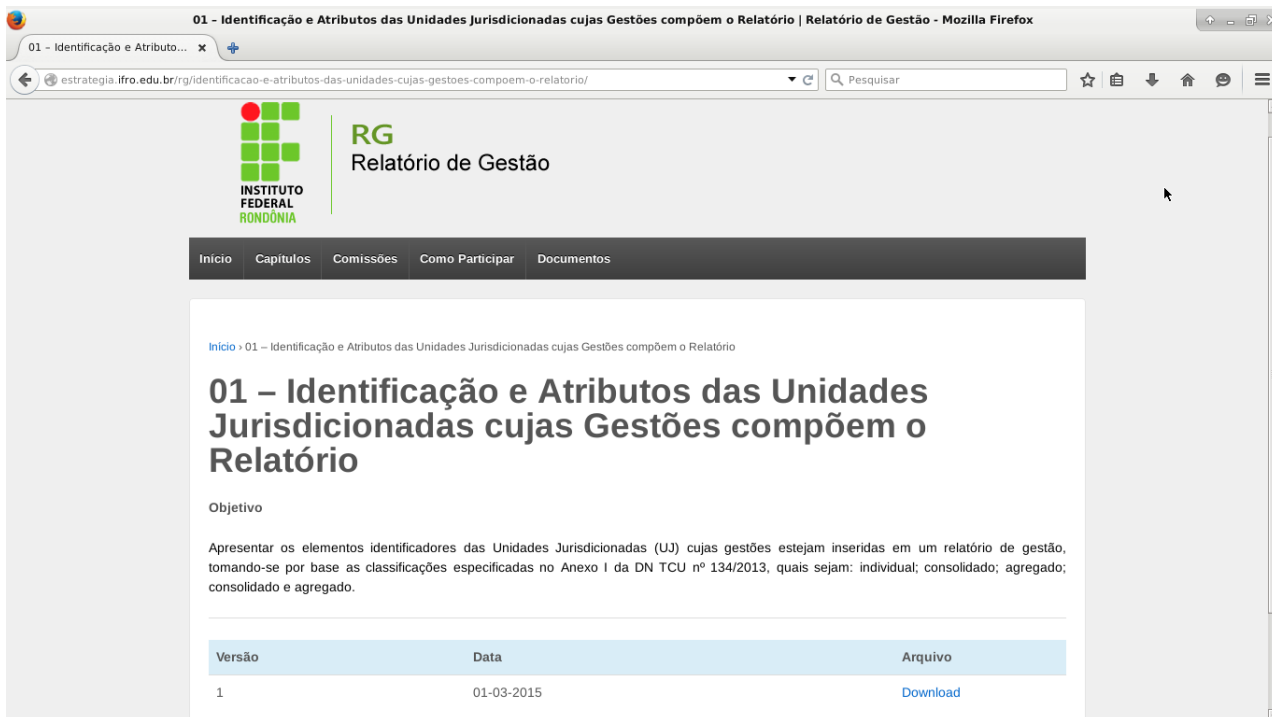 01 – Identificação e Atributos das Unidades Jurisdicionadas cujas Gestões compõem o Relatório | Relatório de Gestão - Mozilla Firefox
01 – Identificação e Atributo...
estrategia.ifro.edu.br/rg/identificacao-e-atributos-das-unidades-cujas-gestoes-compoem-o-relatorio/
Pesquisar
INSTITUTO
FEDERAL
RONDÔNIA
RG
Relatório de Gestão
Início Capítulos Comissões Como Participar Documentos
Início › 01 – Identificação e Atributos das Unidades Jurisdicionadas cujas Gestões compõem o Relatório
01 – Identificação e Atributos das Unidades
Jurisdicionadas cujas Gestões compõem o
Relatório
Objetivo
Apresentar os elementos identificadores das Unidades Jurisdicionadas (UJ) cujas gestões estejam inseridas em um relatório de gestão,
tomando-se por base as classificações especificadas no Anexo I da DN TCU nº 134/2013, quais sejam: individual; consolidado; agregado;
consolidado e agregado.
Versão Data Arquivo
1 01-03-2015 Download